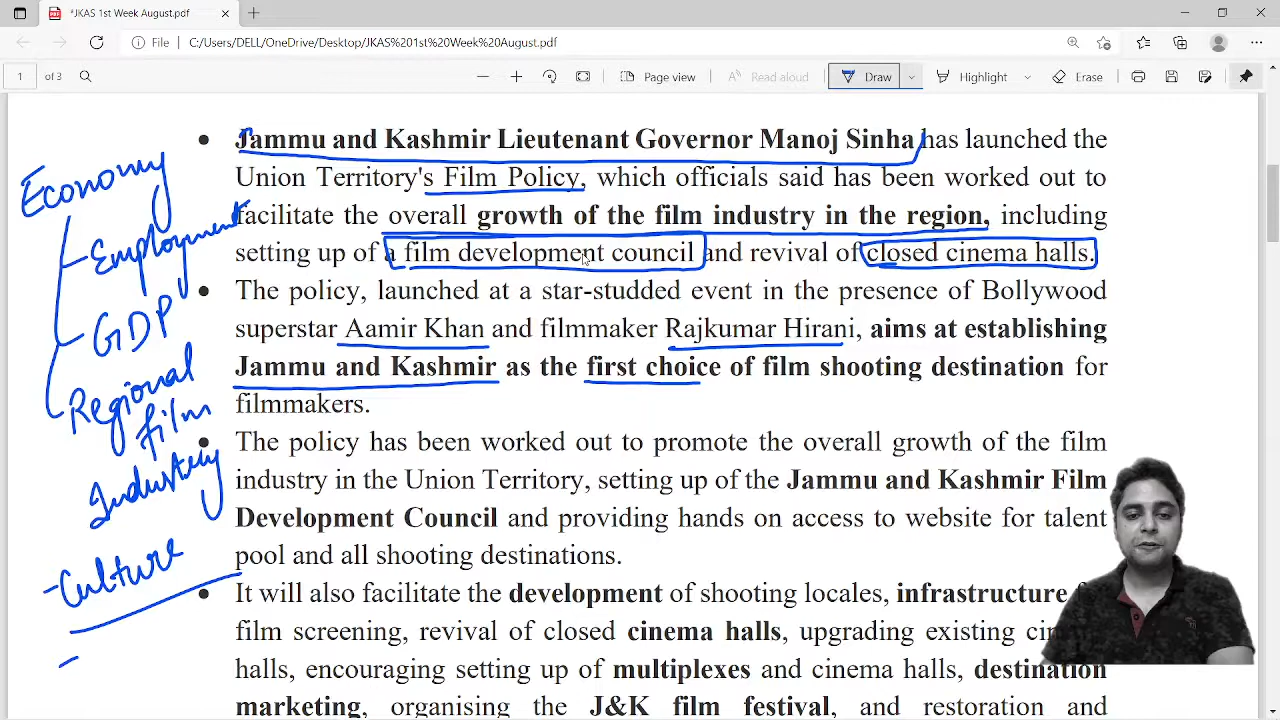 *JKAS 1st Week August.pdf
File C:/Users/DELL/OneDrive/Desktop/JKAS%201st%20Week%20August.pdf
1 of 3 Page view Read aloud Draw Highlight Erase
• Jammu and Kashmir Lieutenant Governor Manoj Sinha has launched the
Union Territory's Film Policy, which officials said has been worked out to
facilitate the overall growth of the film industry in the region, including
setting up of a film development council and revival of closed cinema halls.
• The policy, launched at a star-studded event in the presence of Bollywood
superstar Aamir Khan and filmmaker Rajkumar Hirani, aims at establishing
Jammu and Kashmir as the first choice of film shooting destination for
filmmakers.
• The policy has been worked out to promote the overall growth of the film
industry in the Union Territory, setting up of the Jammu and Kashmir Film
Development Council and providing hands on access to website for talent
pool and all shooting destinations.
• It will also facilitate the development of shooting locales, infrastructure
film screening, revival of closed cinema halls, upgrading existing
halls, encouraging setting up of multiplexes and cinema halls, destination
marketing, organising the J&K film festival, and restoration and
Economy
- Employment
- GDP
Regional
film
Industry
- Culture
-